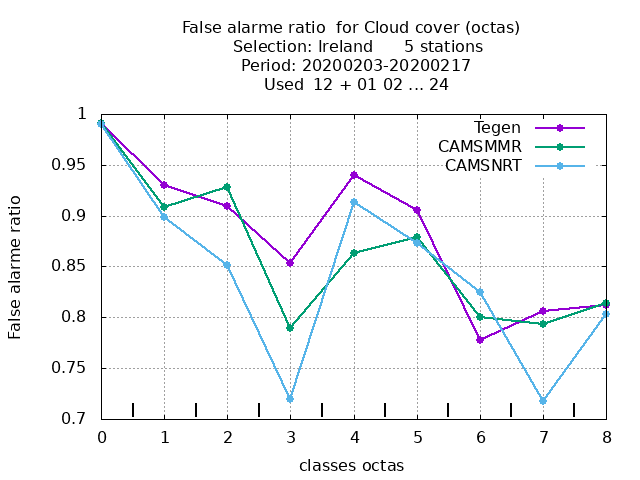 False alarme ratio  for Cloud cover (octas)
Selection: Ireland      5 stations
Period: 20200203-20200217
Used  12 + 01 02 ... 24
Tegen
CAMSMMR
CAMSNRT
1
0.95
0.9
0.85
0.8
0.75
0.7
False alarme ratio
0 1 2 3 4 5 6 7 8
classes octas